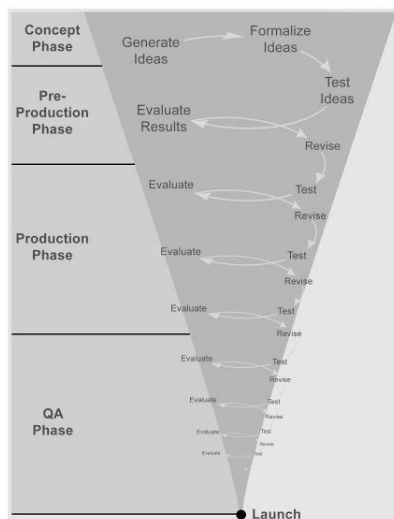 Concept
Phase
Generate
Ideas
Formalize
Ideas
Test
Ideas
Pre-
Production
Phase
Evaluate
Results
Revise
Evaluate
Test
Revise
Production
Phase
Evaluate
Test
Revise
Evaluate
Test
Revise
Evaluate
Test
Revise
QA
Phase
Evaluate
Test
Revise
Evaluate
Test
Revise
Evaluate
Test
Launch